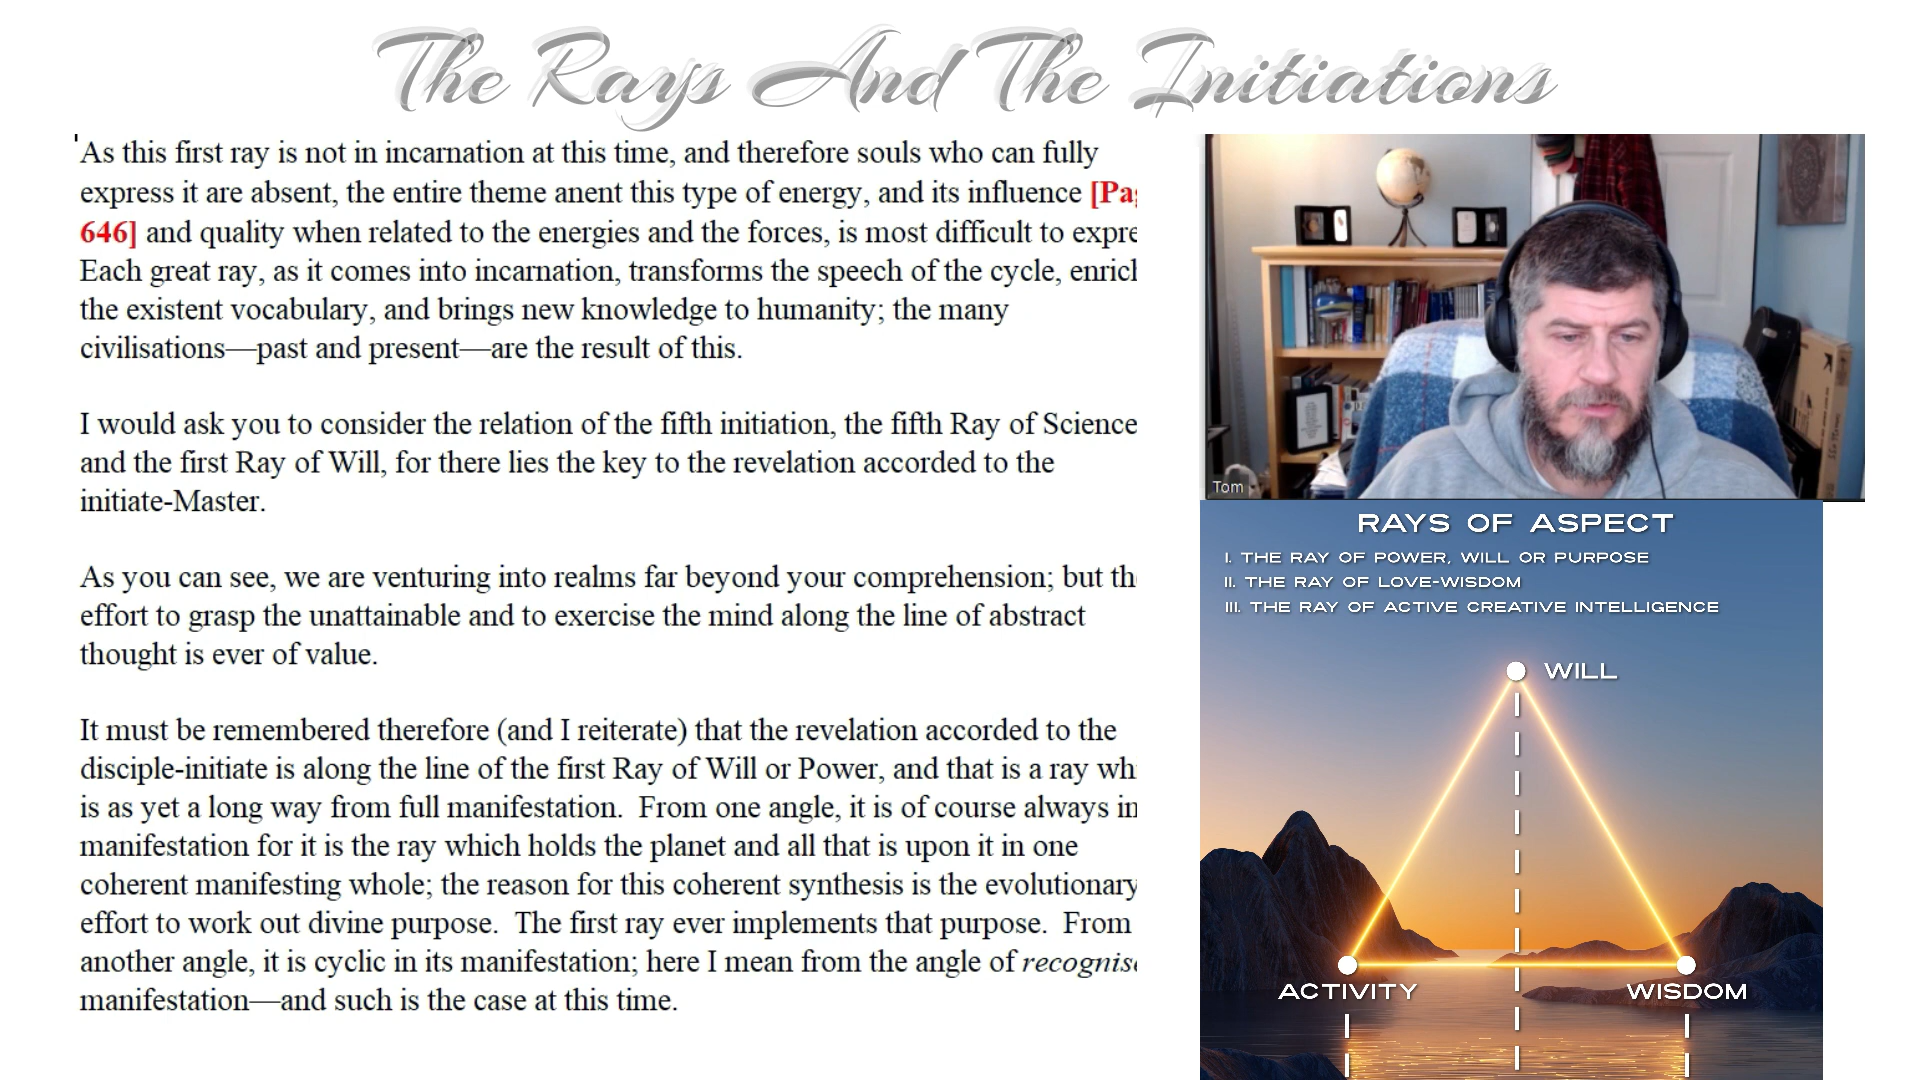 The Rays And The Initiations
As this first ray is not in incarnation at this time, and therefore souls who can fully
express it are absent, the entire theme anent this type of energy, and its influence [Pa
646] and quality when related to the energies and the forces, is most difficult to expre
Each great ray, as it comes into incarnation, transforms the speech of the cycle, enric
the existent vocabulary, and brings new knowledge to humanity; the many
civilisations—past and present—are the result of this.
I would ask you to consider the relation of the fifth initiation, the fifth Ray of Science
and the first Ray of Will, for there lies the key to the revelation accorded to the
initiate-Master.
As you can see, we are venturing into realms far beyond your comprehension; but th
effort to grasp the unattainable and to exercise the mind along the line of abstract
thought is ever of value.
It must be remembered therefore (and I reiterate) that the revelation accorded to the
disciple-initiate is along the line of the first Ray of Will or Power, and that is a ray wh
is as yet a long way from full manifestation. From one angle, it is of course always in
manifestation for it is the ray which holds the planet and all that is upon it in one
coherent manifesting whole; the reason for this coherent synthesis is the evolutionary
effort to work out divine purpose. The first ray ever implements that purpose. From
another angle, it is cyclic in its manifestation; here I mean from the angle of recognis
manifestation—and such is the case at this time.
Tom
RAYS OF ASPECT
I. THE RAY OF POWER, WILL OR PURPOSE
II. THE RAY OF LOVE-WISDOM
III. THE RAY OF ACTIVE CREATIVE INTELLIGENCE
WILL
ACTIVITY
WISDOM